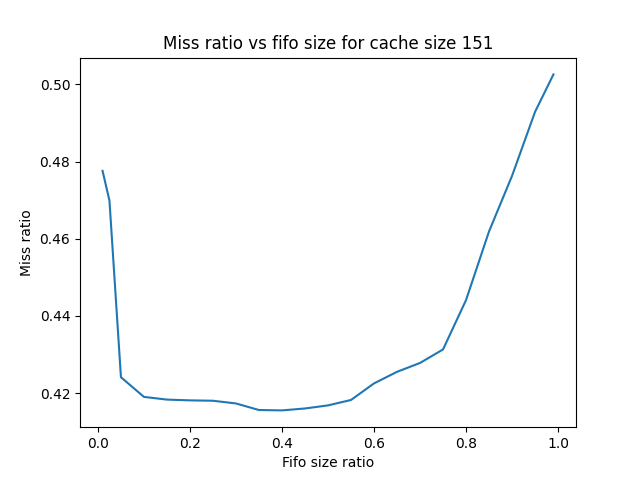 Miss ratio vs fifo size for cache size 151
0.50
0.48
0.46
0.44
0.42
Miss ratio
0.0 0.2 0.4 0.6 0.8 1.0
Fifo size ratio